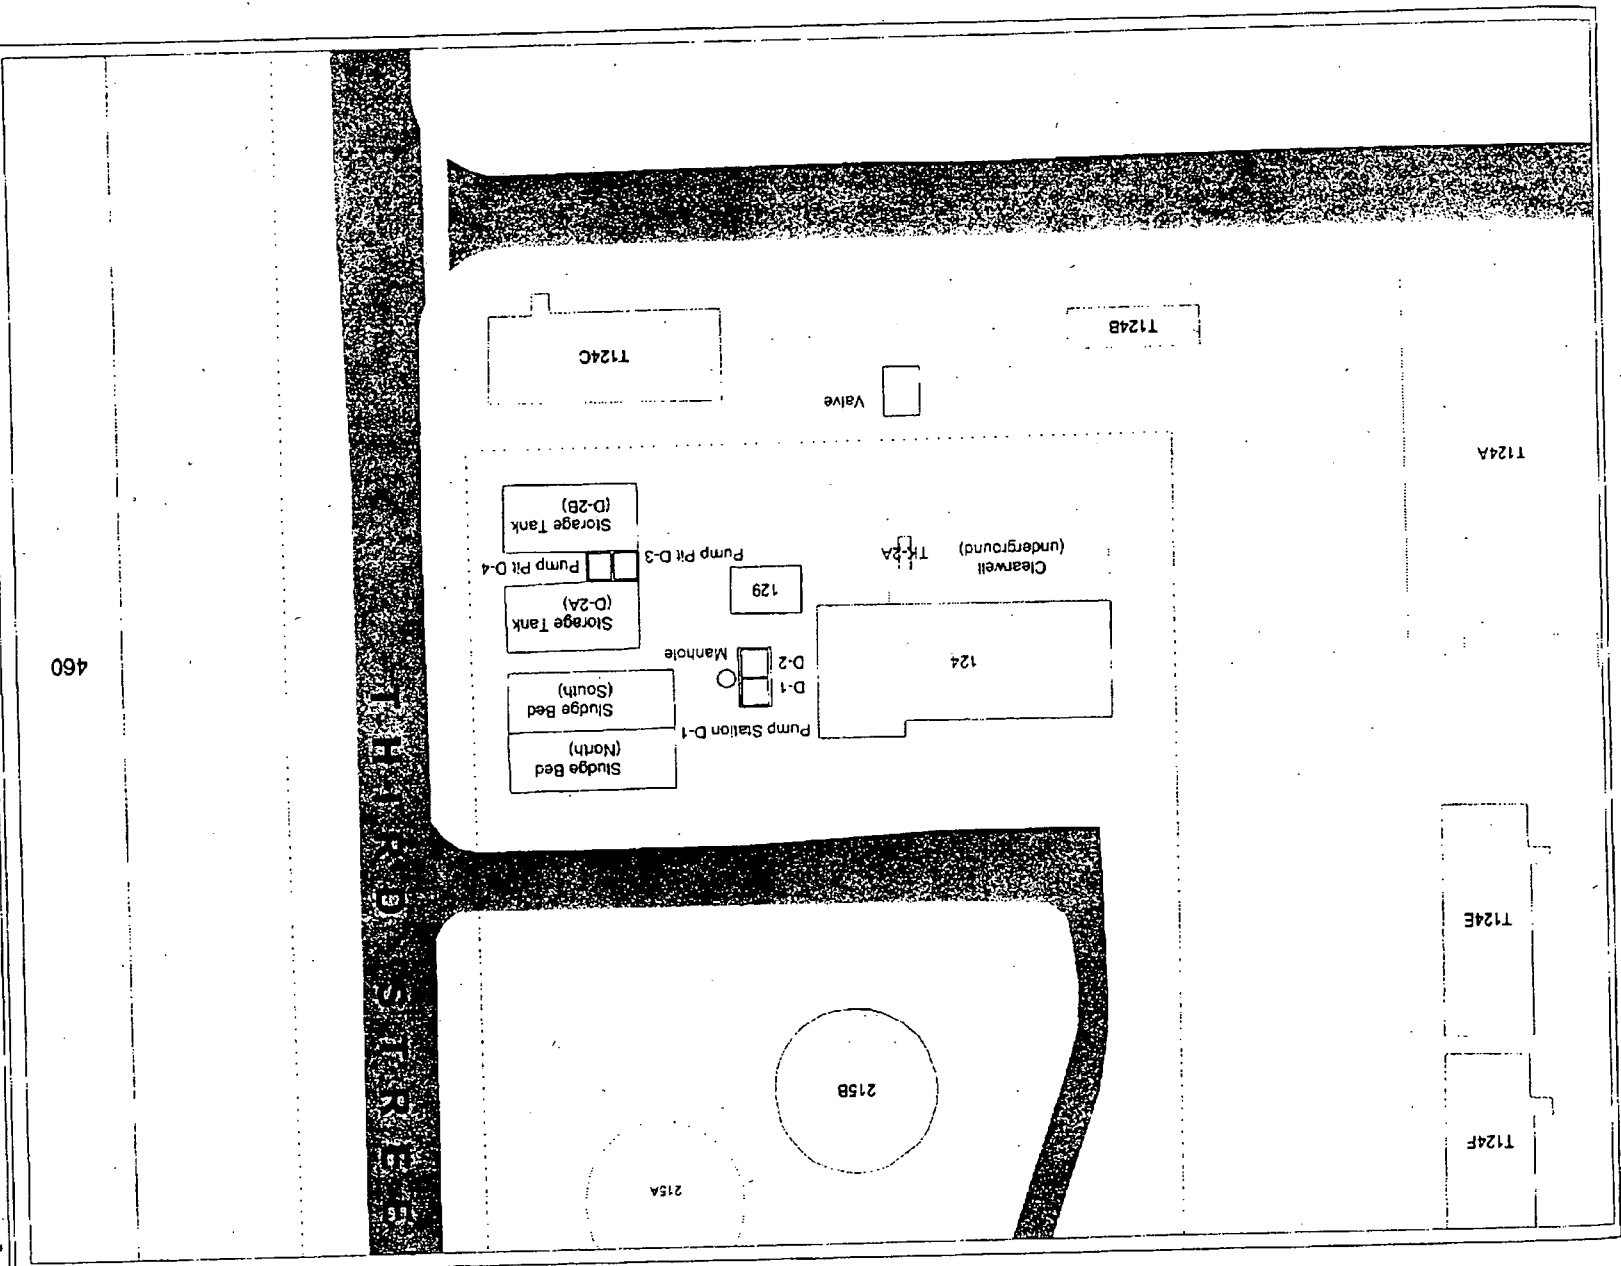 215A
T124F
215B
T124E
THIRD STREE
Sludge Bed
(North)
Pump Station D-1
Sludge Bed
(South)
D-1
D-2
Manhole
124
460
Storage Tank
(D-2A)
129
Clearwell
(underground)
TK-2A
Pump Pit D-3
Pump Pit D-4
Storage Tank
(D-2B)
T124A
Valve
T124C
T124B